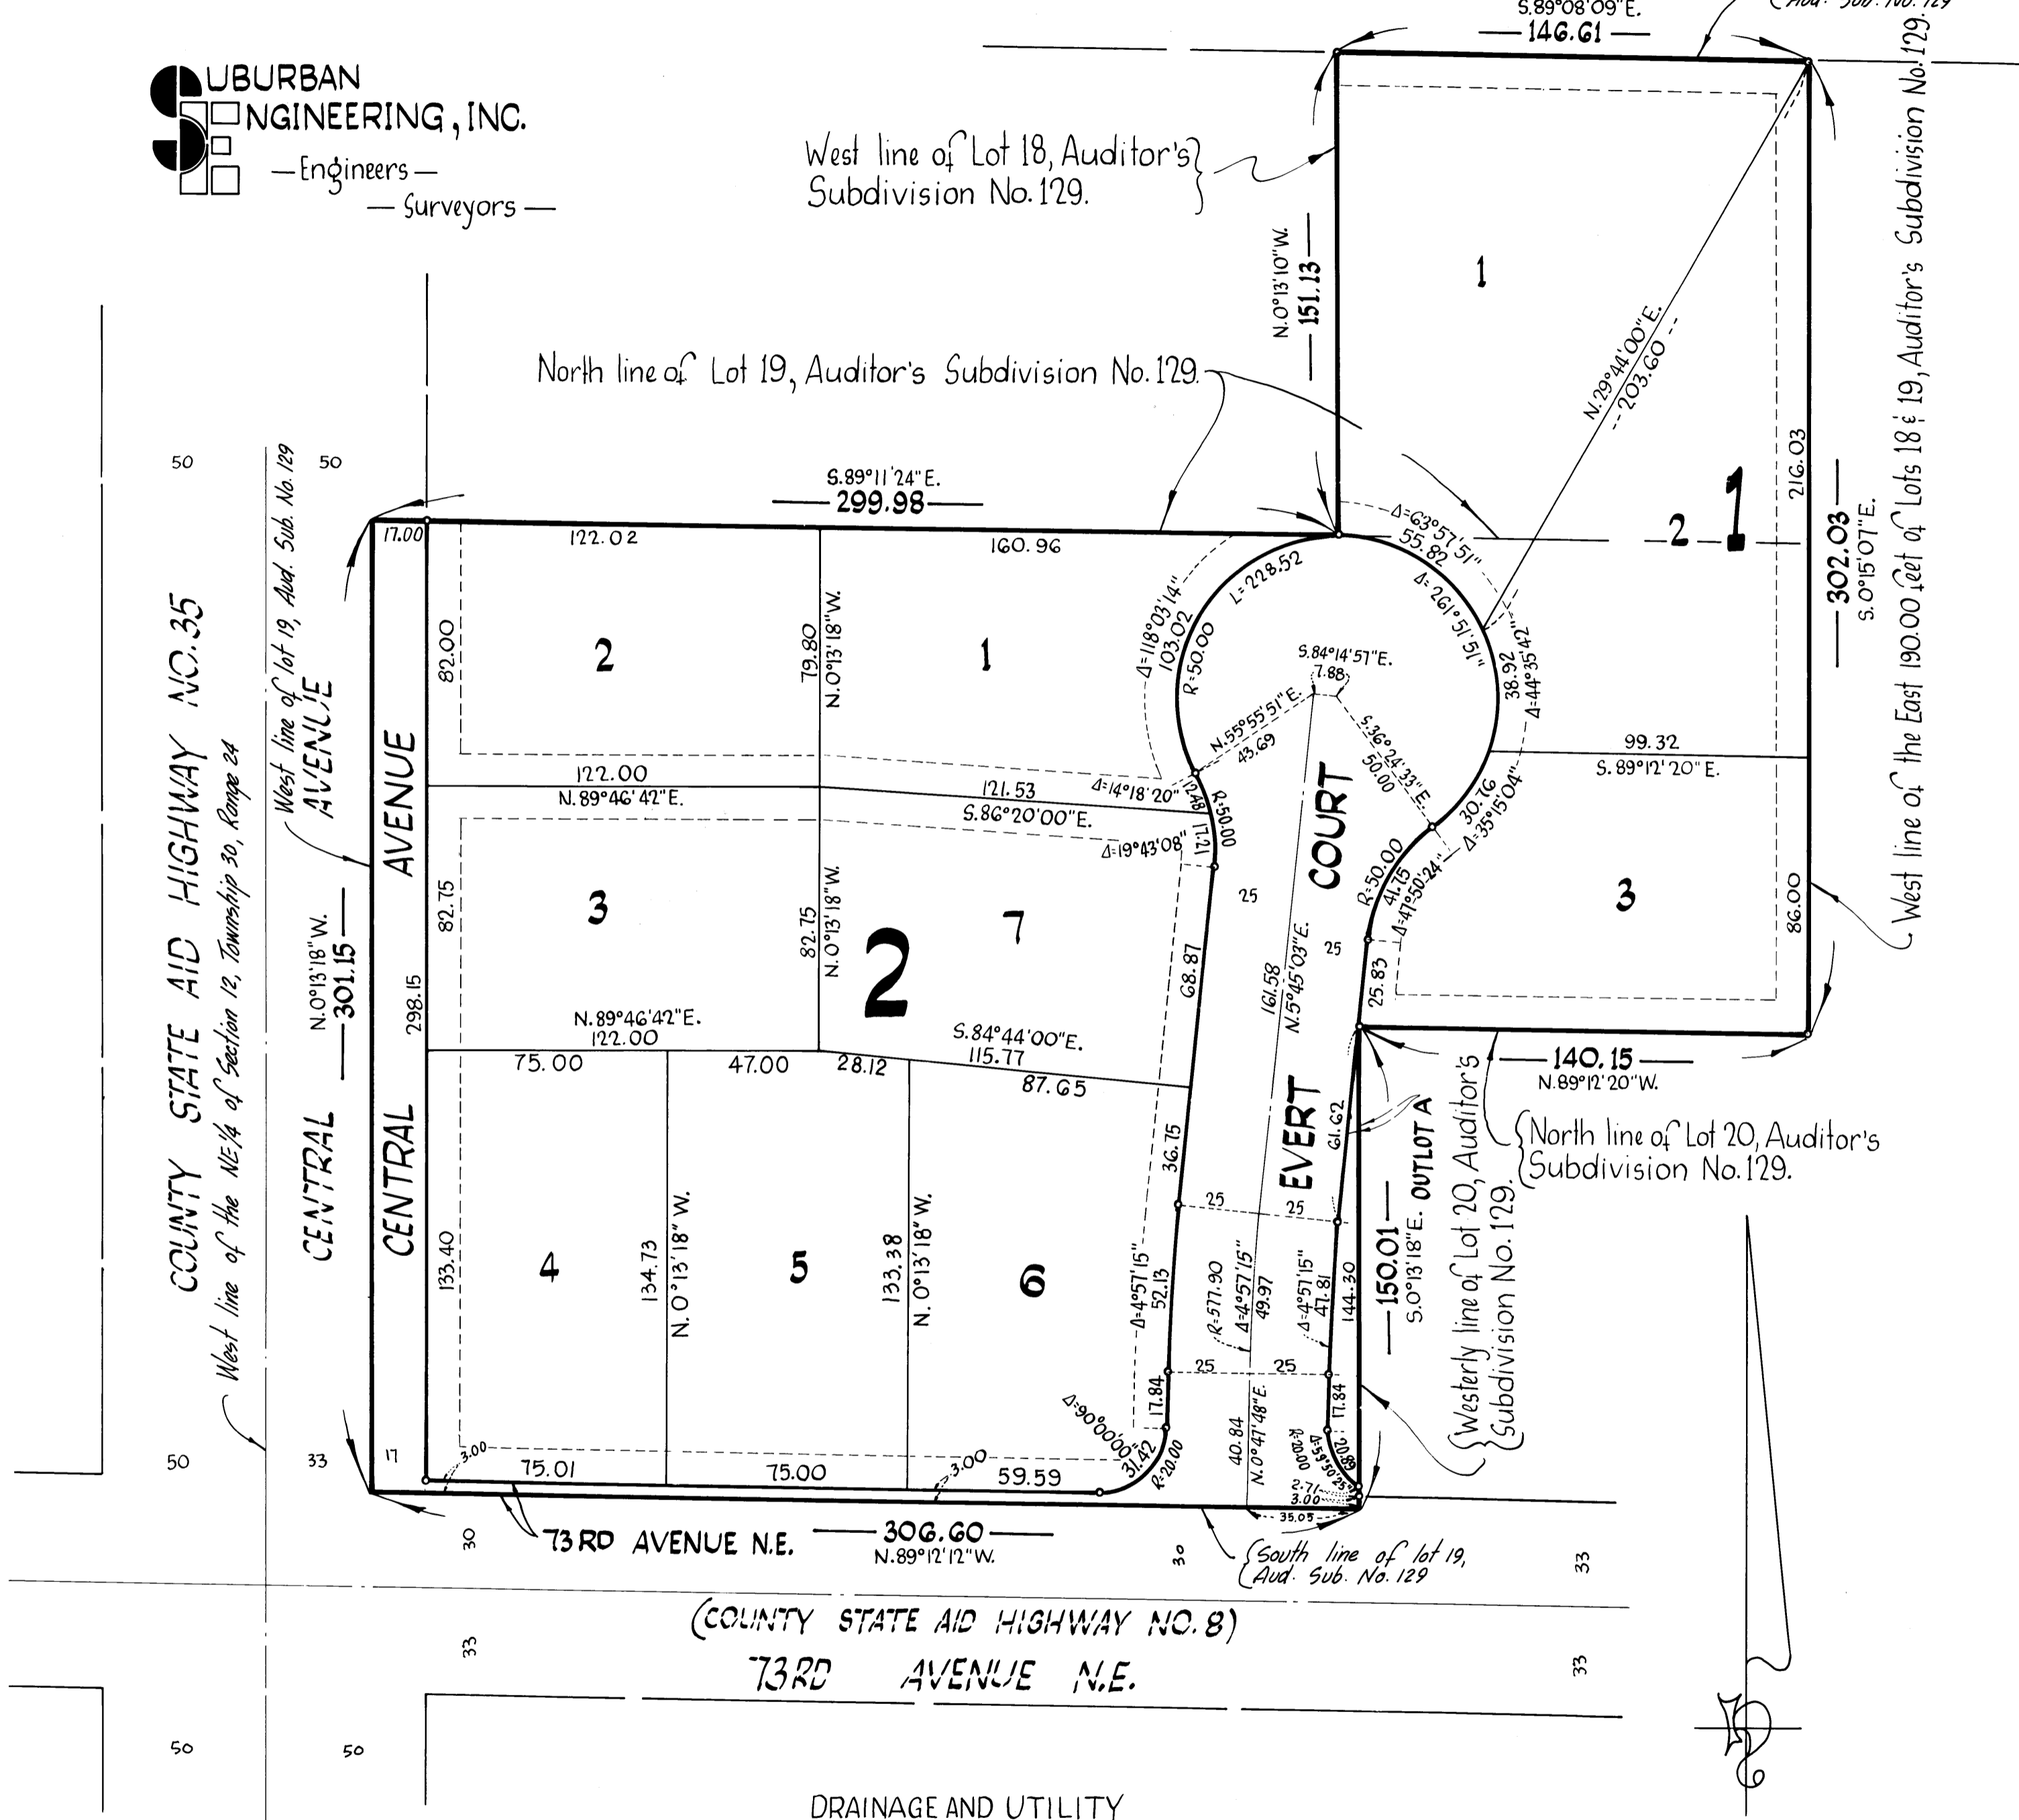 S.89°08'09"E.
146.61
Aud. Sub. No. 129
SUBURBAN
ENGINEERING, INC.
—Engineers—
—Surveyors—
West line of Lot 18, Auditor's
Subdivision No. 129.
N.0°13'10"W.
151.13
1
N.29°44'00"E.
203.60
216.03
302.03
S.0°15'07"E.
West line of the East 190.00 feet of Lots 18 & 19, Auditor's Subdivision No. 129.
North line of Lot 19, Auditor's Subdivision No. 129.
50
50
West line of lot 19, Aud. Sub. No. 129
S.89°11'24"E.
299.98
17.00
122.02
160.96
Δ=63°57'51"
55.82
2
1
L=228.52
Δ=261°51'51"
Δ=118°03'14"
103.02
R=50.00
38.92
Δ=44°35'42"
82.00
2
79.80
N.0°13'18"W.
1
S.84°14'57"E.
7.88
N.55°55'51"E.
43.69
S.36°24'33"E.
50.00
99.32
S.89°12'20"E.
30.76
Δ=35°15'04"
COUNTY STATE AID HIGHWAY NO. 35
West line of the NE 1/4 of Section 12, Township 30, Range 24
CENTRAL AVENUE
CENTRAL AVENUE
N.0°13'18"W.
301.15
298.15
122.00
N.89°46'42"E.
121.53
S.86°20'00"E.
Δ=14°18'20"
12.48
R=50.00
17.21
Δ=19°43'08"
82.75
3
82.75
N.0°13'18"W.
7
2
68.87
25
25
EVERT COURT
161.58
N.5°45'03"E.
R=50.00
41.75
Δ=47°50'24"
25.83
3
86.00
N.89°46'42"E.
122.00
S.84°44'00"E.
115.77
75.00
47.00
28.12
87.65
140.15
N.89°12'20"W.
North line of Lot 20, Auditor's
Subdivision No. 129.
36.75
61.62
OUTLOT A
150.01
S.0°13'18"E.
Westerly line of Lot 20, Auditor's
Subdivision No. 129.
25
25
133.40
4
134.73
N.0°13'18"W.
5
133.38
N.0°13'18"W.
6
Δ=4°57'15"
52.13
R=577.90
Δ=4°57'15"
49.97
Δ=4°57'15"
47.81
144.30
25
25
17.84
17.84
40.84
N.0°47'48"E.
Δ=90°00'00"
31.42
R=20.00
R=20.00
Δ=59°50'25"
20.89
2.71
3.00
35.05
50
33
17
3.00
75.01
75.00
3.00
59.59
30
73RD AVENUE N.E.
306.60
N.89°12'12"W.
30
South line of lot 19,
Aud. Sub. No. 129
33
(COUNTY STATE AID HIGHWAY NO. 8)
33
73RD AVENUE N.E.
33
50
50
DRAINAGE AND UTILITY